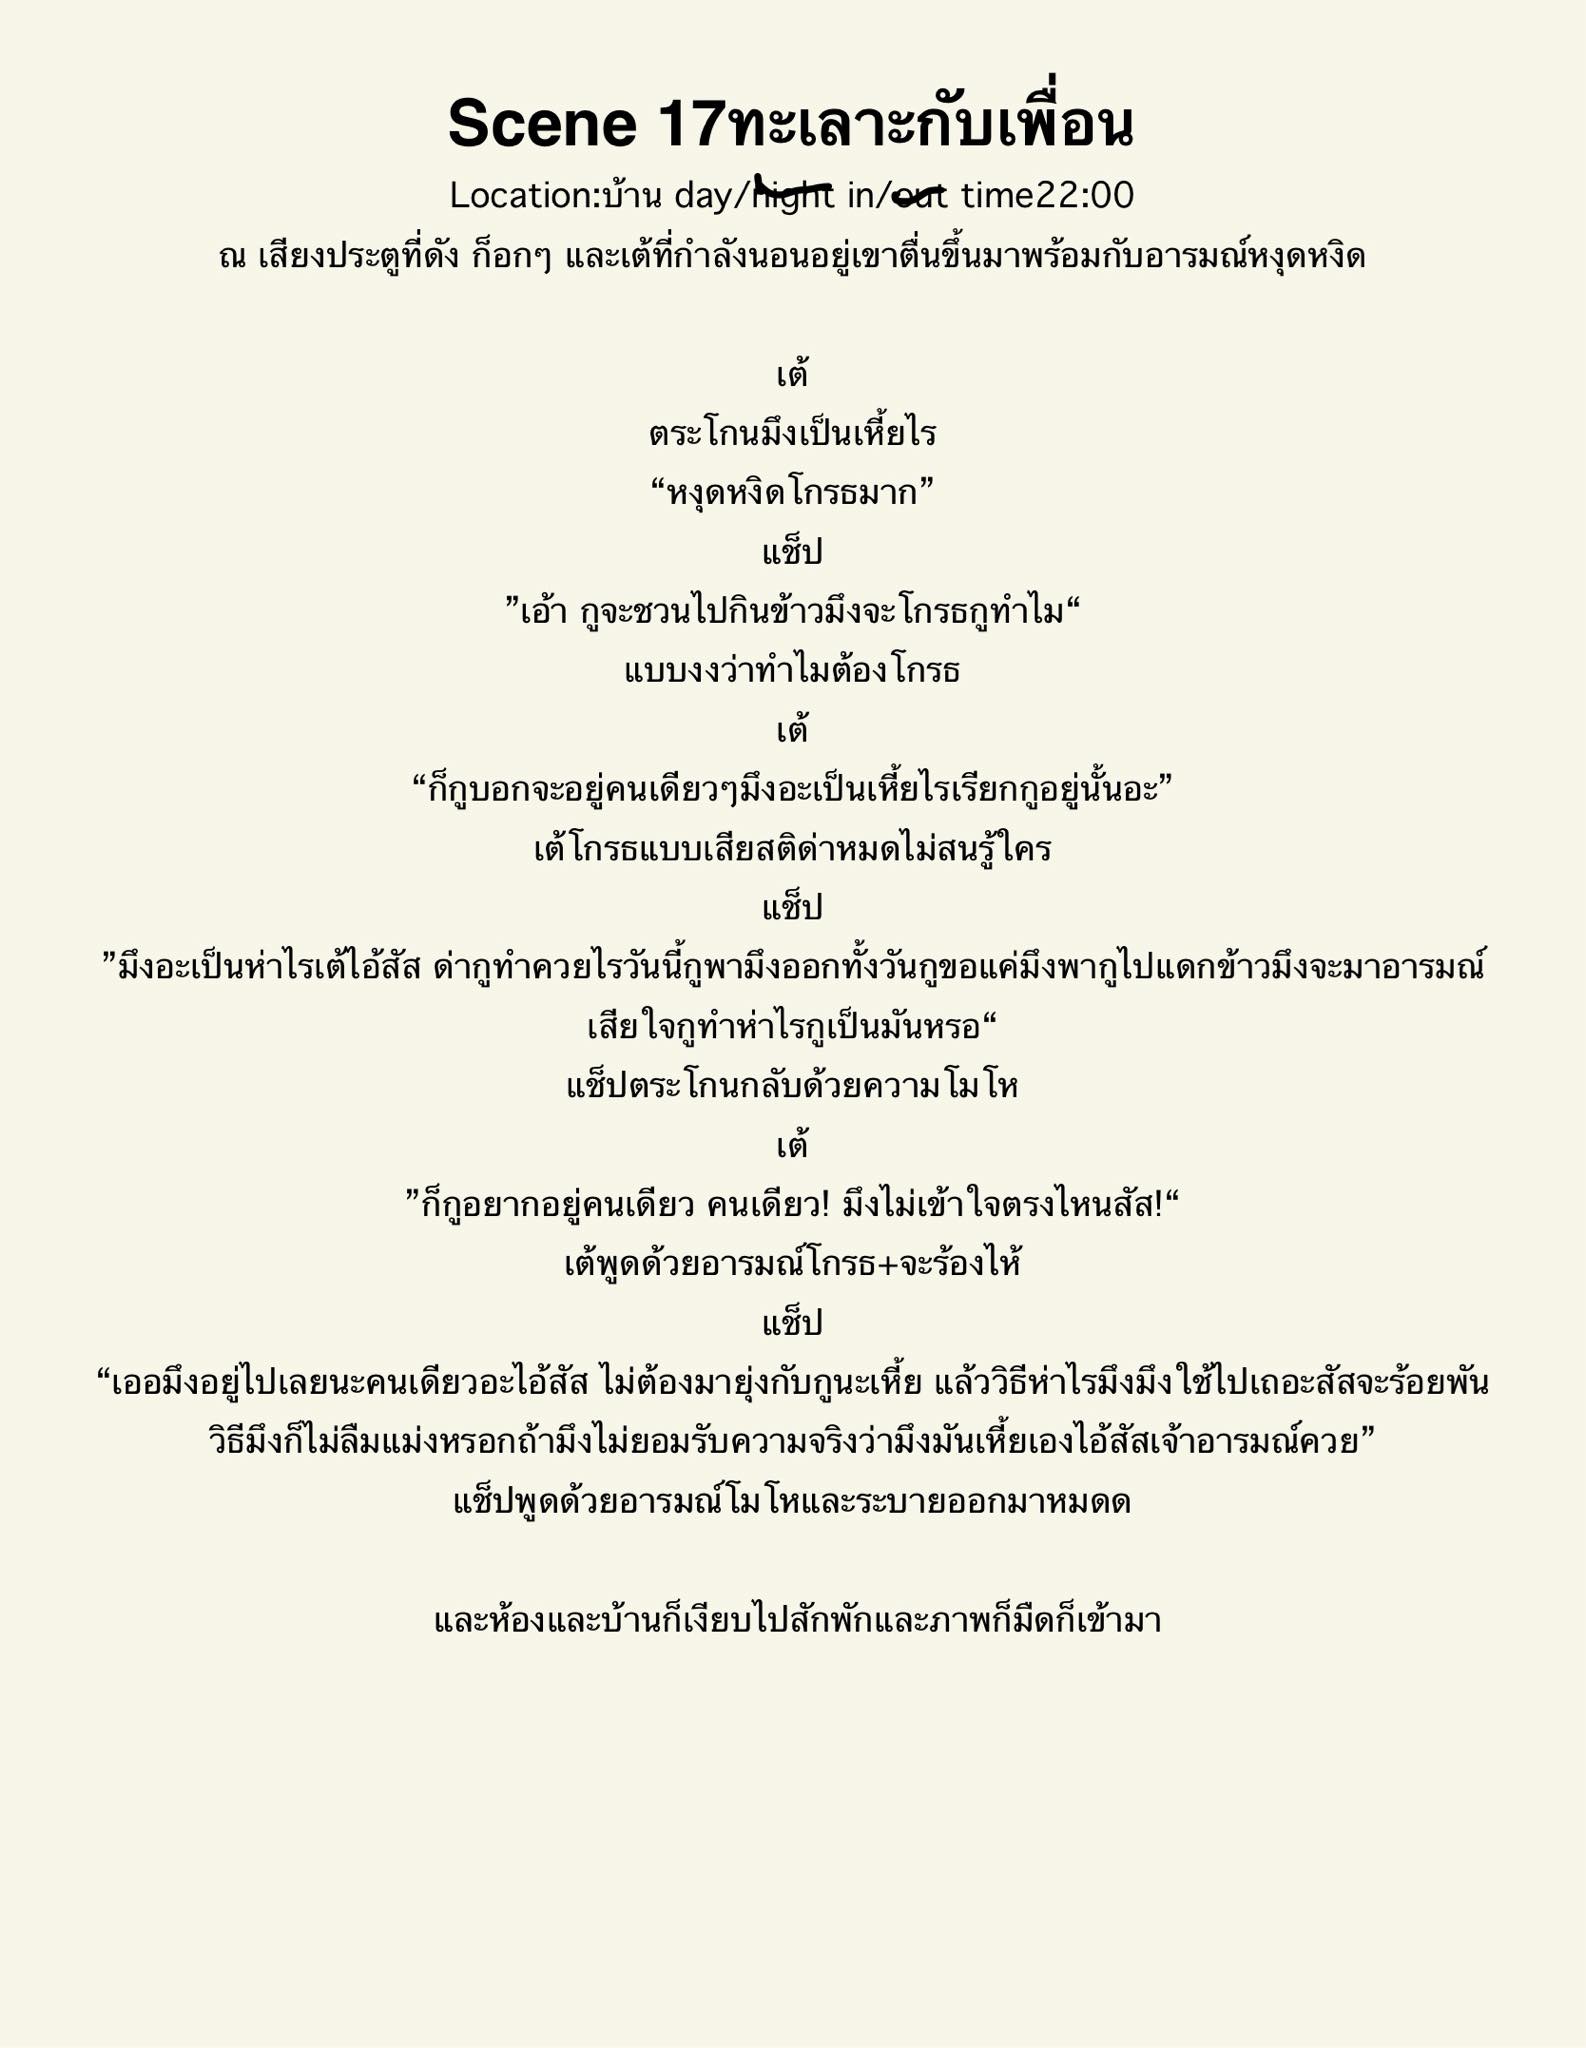 Scene 17ทะเลาะกับเพื่อน
Location:บ้าน day/night in/out time22:00
ณ เสียงประตูที่ดัง ก็อกๆ และเต้ที่กำลังนอนอยู่เขาตื่นขึ้นมาพร้อมกับอารมณ์หงุดหงิด
เต้
ตระโกนมึงเป็นเหี้ยไร
“หงุดหงิดโกรธมาก”
แช็ป
”เอ้า กูจะชวนไปกินข้าวมึงจะโกรธกูทำไม“
แบบงงว่าทำไมต้องโกรธ
เต้
“ก็กูบอกจะอยู่คนเดียวๆมึงอะเป็นเหี้ยไรเรียกกูอยู่นั้นอะ”
เต้โกรธแบบเสียสติด่าหมดไม่สนรู้ใคร
แช็ป
”มึงอะเป็นห่าไรเต้ไอ้สัส ด่ากูทำควยไรวันนี้กูพามึงออกทั้งวันกูขอแค่มึงพากูไปแดกข้าวมึงจะมาอารมณ์
เสียใจกูทำห่าไรกูเป็นมันหรอ“
แช็ปตระโกนกลับด้วยความโมโห
เต้
”ก็กูอยากอยู่คนเดียว คนเดียว! มึงไม่เข้าใจตรงไหนสัส!“
เต้พูดด้วยอารมณ์โกรธ+จะร้องไห้
แช็ป
“เออมึงอยู่ไปเลยนะคนเดียวอะไอ้สัส ไม่ต้องมายุ่งกับกูนะเหี้ย แล้ววิธีห่าไรมึงมึงใช้ไปเถอะสัสจะร้อยพัน
วิธีมึงก็ไม่ลืมแม่งหรอกถ้ามึงไม่ยอมรับความจริงว่ามึงมันเหี้ยเองไอ้สัสเจ้าอารมณ์ควย”
แช็ปพูดด้วยอารมณ์โมโหและระบายออกมาหมดด
และห้องและบ้านก็เงียบไปสักพักและภาพก็มืดก็เข้ามา